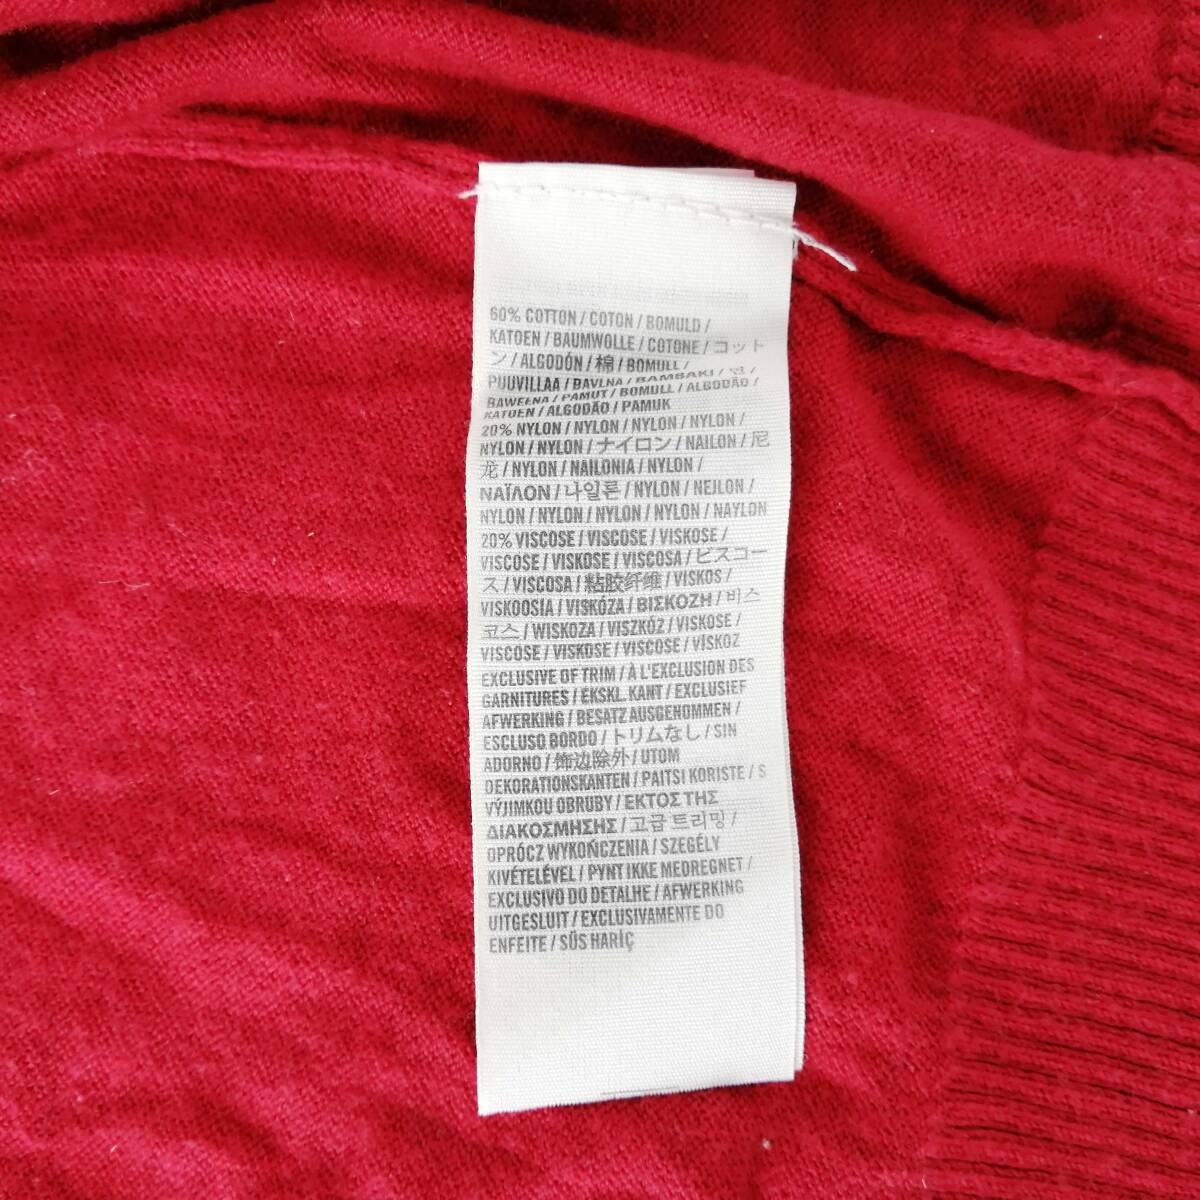 60% COTTON / COTON / BOMULD /
KATOEN / BAUMWOLLE / COTONE / コット
ン / ALGODÓN / 棉 / BOMULL /
PUUVILLAA / BAVLNA / ΒΑΜΒΑΚΙ / 면 /
BAWEŁNA / PAMUT / BOMULL / ALGODÃO /
KATOEN / ALGODÃO / PAMUK
20% NYLON / NYLON / NYLON / NYLON /
NYLON / NYLON / ナイロン / NAILON / 尼
龙 / NYLON / NAILONIA / NYLON /
ΝΑΪΛΟΝ / 나일론 / NYLON / NEJLON /
NYLON / NYLON / NYLON / NYLON / NAYLON
20% VISCOSE / VISCOSE / VISKOSE /
VISCOSE / VISKOSE / VISCOSA / ビスコー
ス / VISCOSA / 粘胶纤维 / VISKOS /
VISKOOSIA / VISKÓZA / ΒΙΣΚΟΖΗ / 비스
코스 / WISKOZA / VISZKÓZ / VISKOSE /
VISCOSE / VISKOSE / VISCOSE / VİSKOZ
EXCLUSIVE OF TRIM / À L'EXCLUSION DES
GARNITURES / EKSKL. KANT / EXCLUSIEF
AFWERKING / BESATZ AUSGENOMMEN /
ESCLUSO BORDO / トリムなし / SIN
ADORNO / 饰边除外 / UTOM
DEKORATIONSKANTEN / PAITSI KORISTE / S
VÝJIMKOU OBRUBY / ΕΚΤΟΣ ΤΗΣ
ΔΙΑΚΟΣΜΗΣΗΣ / 고급 트리밍 /
OPRÓCZ WYKOŃCZENIA / SZEGÉLY
KIVÉTELÉVEL / PYNT IKKE MEDREGNET /
EXCLUSIVO DO DETALHE / AFWERKING
UITGESLUIT / EXCLUSIVAMENTE DO
ENFEITE / SÜS HARİÇ